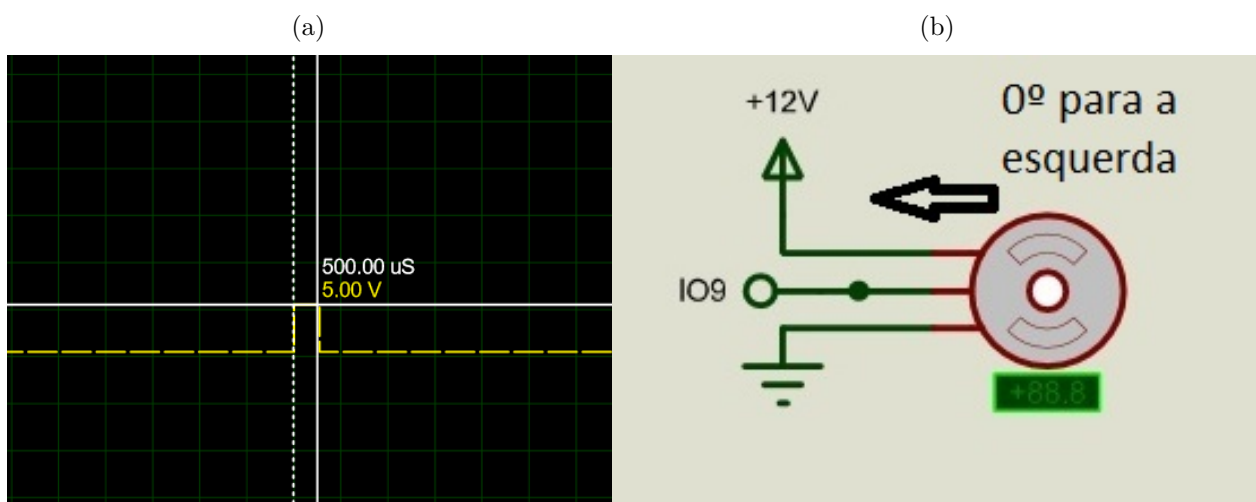 (a)
(b)
500.00 uS
5.00 V
+12V
0º para a
esquerda
IO9
+88.8